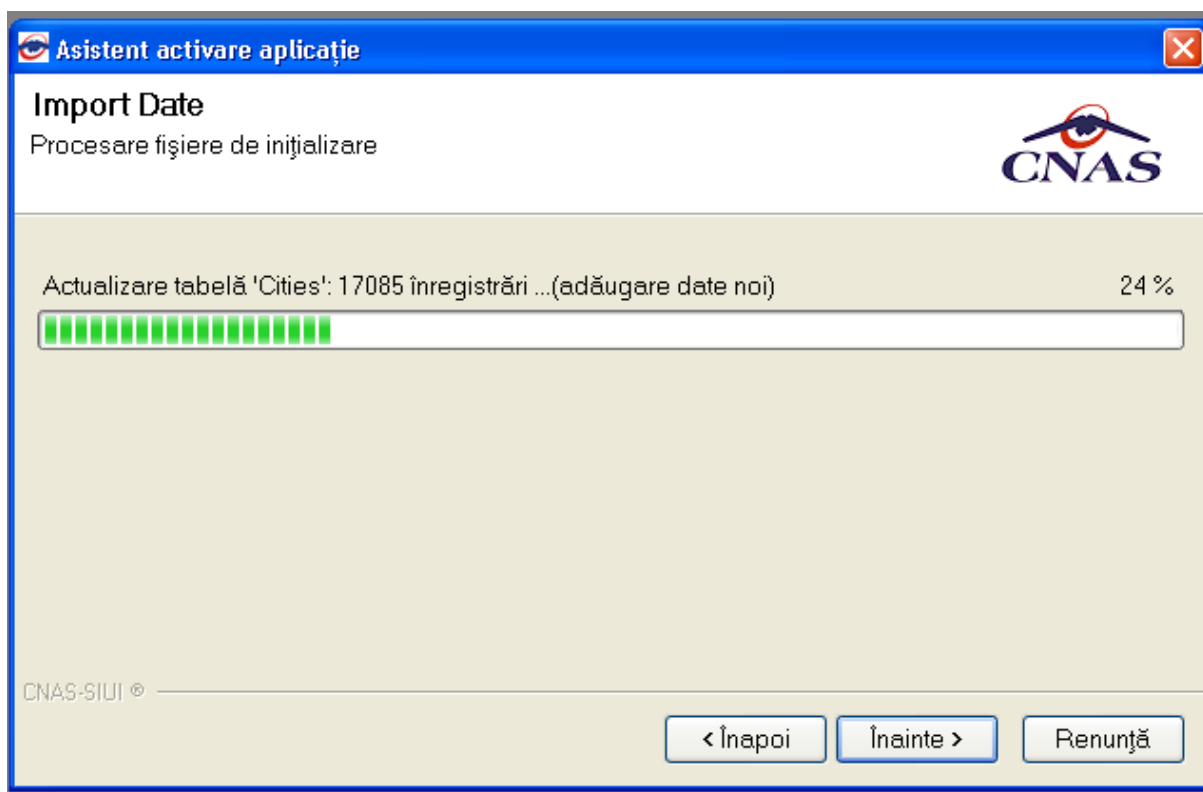 Asistent activare aplicație
Import Date
Procesare fişiere de iniţializare
CNAS
Actualizare tabelă 'Cities': 17085 înregistrări ...(adăugare date noi) 24 %
CNAS-SIUI ®
< Înapoi Înainte > Renunţă